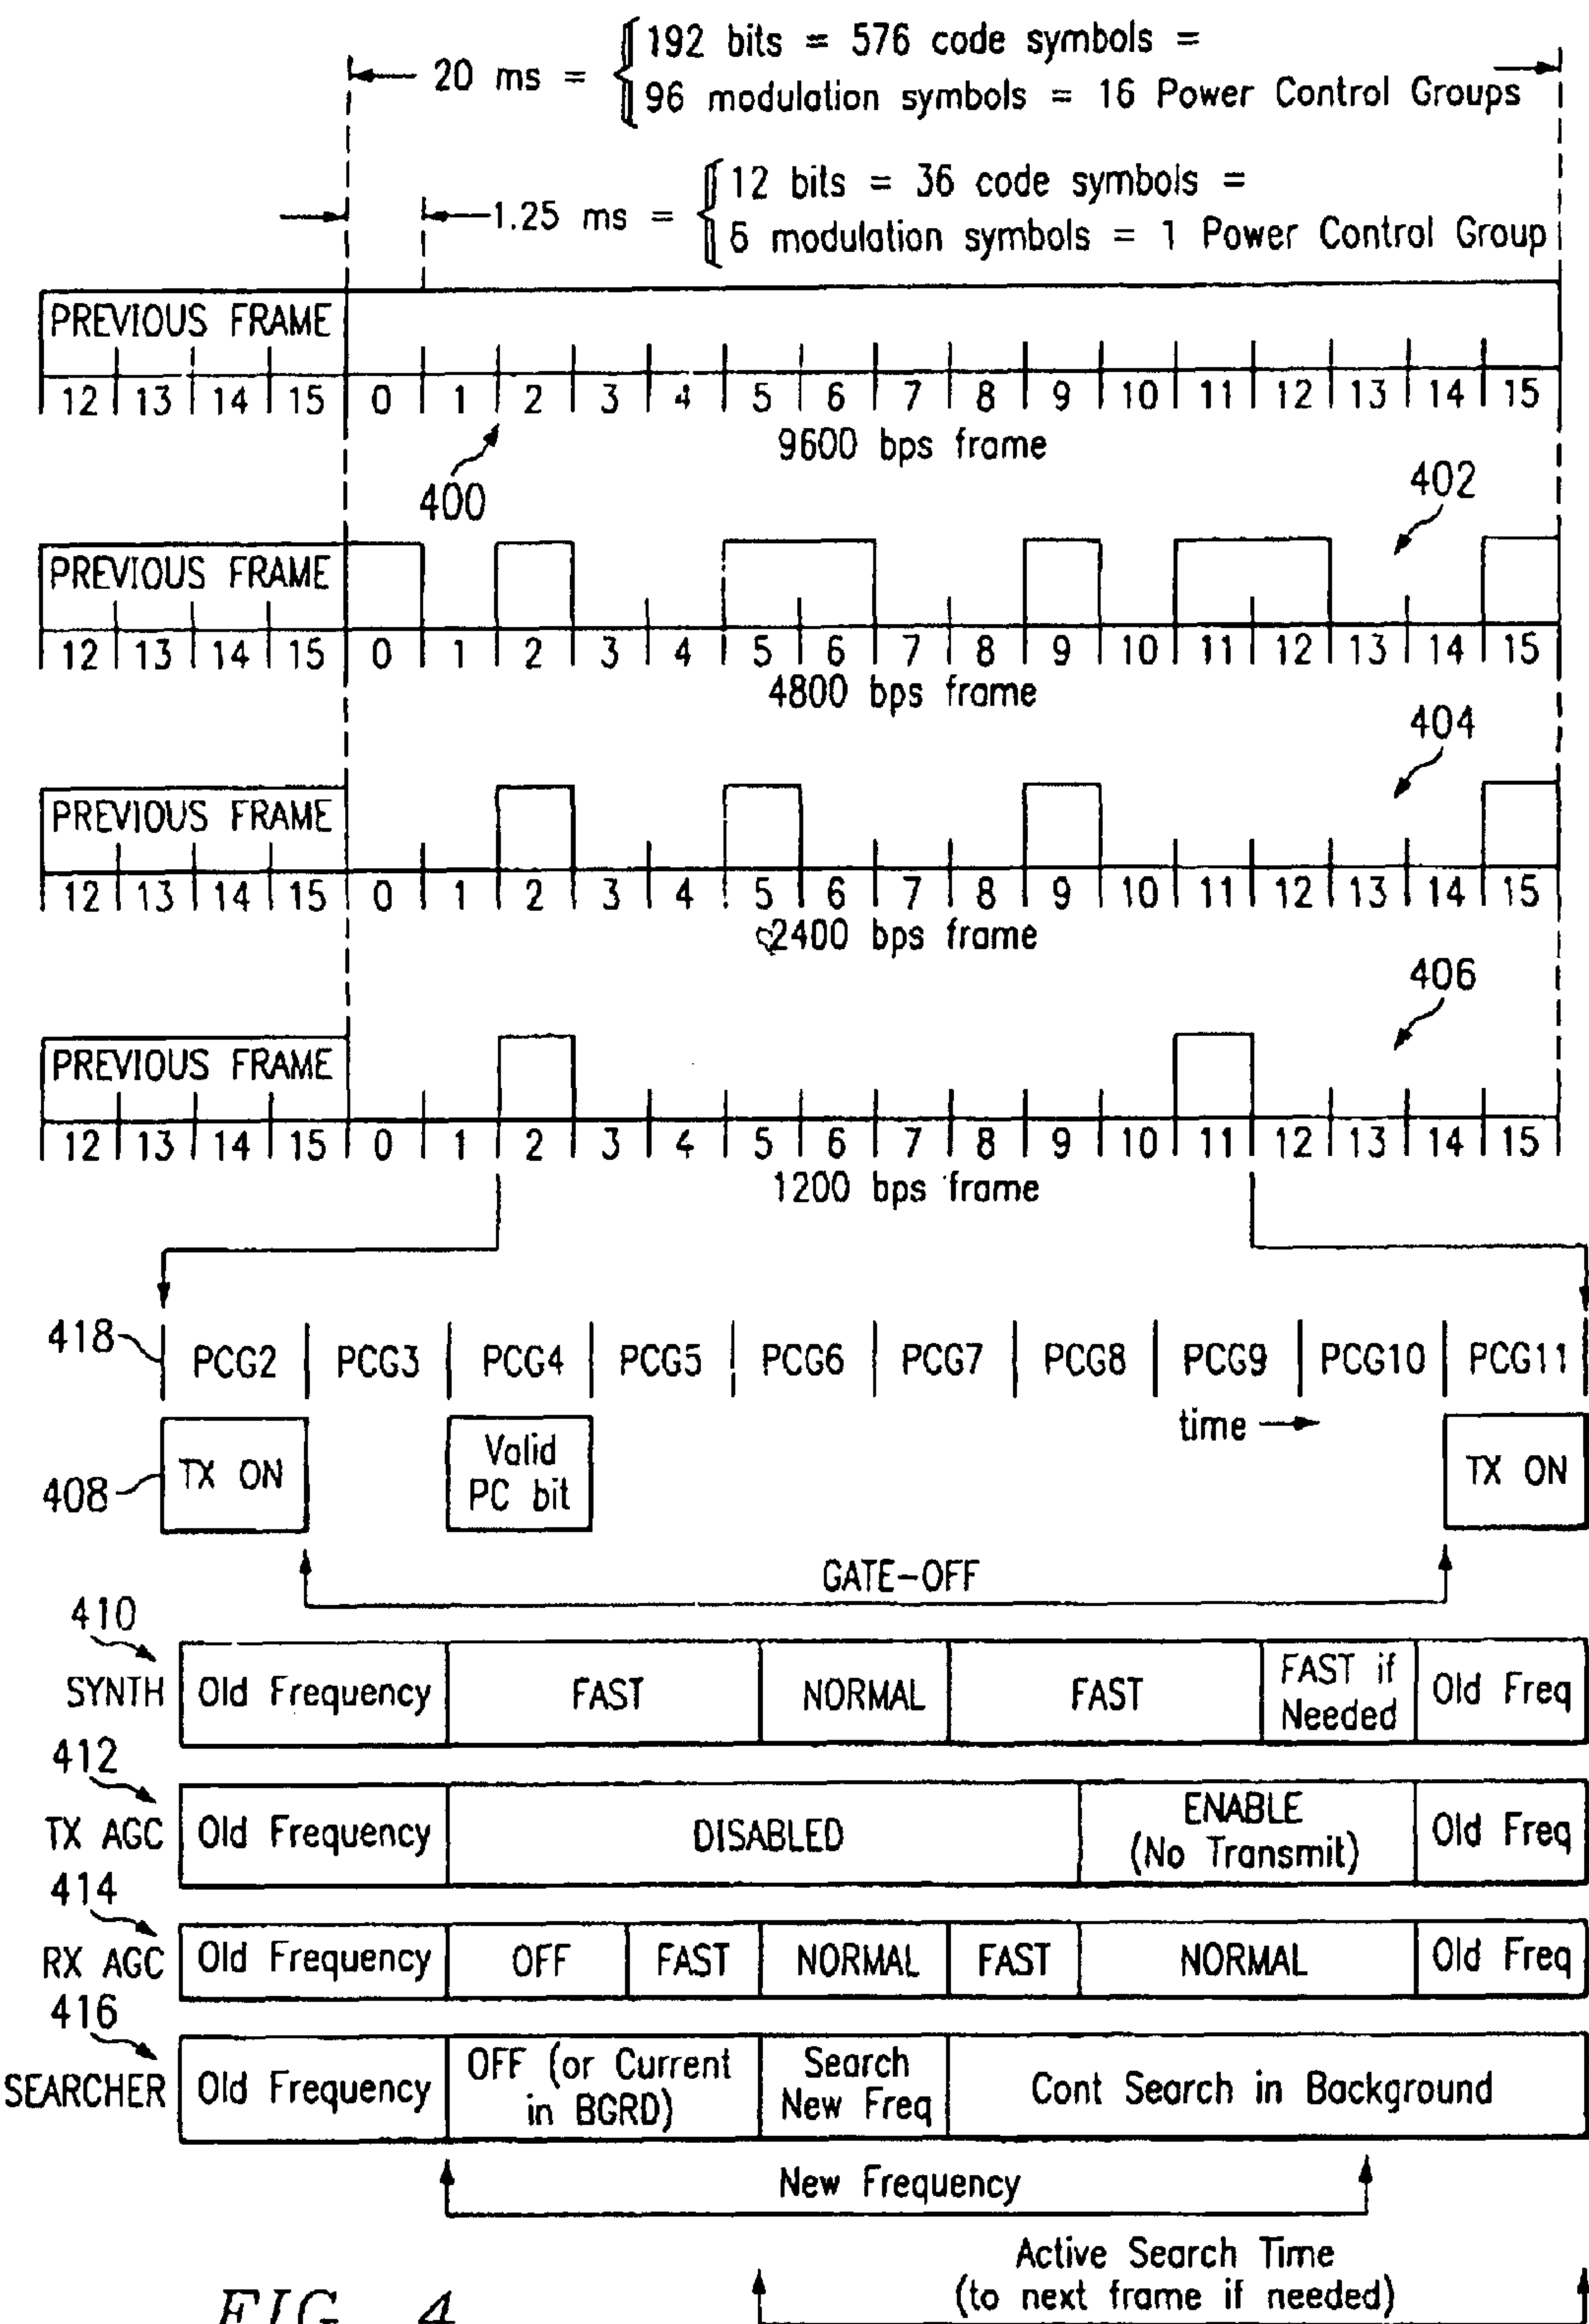 20 ms = { 192 bits = 576 code symbols =
96 modulation symbols = 16 Power Control Groups
1.25 ms = { 12 bits = 36 code symbols =
6 modulation symbols = 1 Power Control Group
PREVIOUS FRAME
12 13 14 15 0 1 2 3 4 5 6 7 8 9 10 11 12 13 14 15
9600 bps frame
400
402
PREVIOUS FRAME
12 13 14 15 0 1 2 3 4 5 6 7 8 9 10 11 12 13 14 15
4800 bps frame
404
PREVIOUS FRAME
12 13 14 15 0 1 2 3 4 5 6 7 8 9 10 11 12 13 14 15
2400 bps frame
406
PREVIOUS FRAME
12 13 14 15 0 1 2 3 4 5 6 7 8 9 10 11 12 13 14 15
1200 bps frame
418
PCG2 PCG3 PCG4 PCG5 PCG6 PCG7 PCG8 PCG9 PCG10 PCG11
time
408
TX ON
Valid
PC bit
TX ON
GATE-OFF
410
SYNTH Old Frequency FAST NORMAL FAST FAST if
Needed Old Freq
412
TX AGC Old Frequency DISABLED ENABLE
(No Transmit) Old Freq
414
RX AGC Old Frequency OFF FAST NORMAL FAST NORMAL Old Freq
416
SEARCHER Old Frequency OFF (or Current
in BGRD) Search
New Freq Cont Search in Background
New Frequency
Active Search Time
(to next frame if needed)
FIG. 4